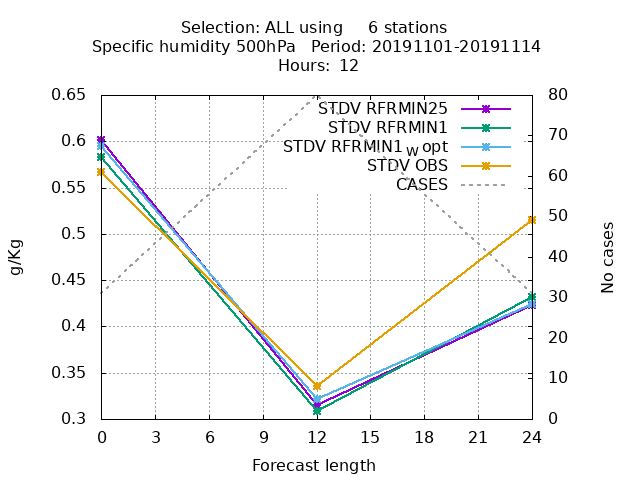 Selection: ALL using     6 stations
Specific humidity 500hPa   Period: 20191101-20191114
Hours:  12
STDV RFRMIN25
STDV RFRMIN1
STDV RFRMIN1 w opt
STDV OBS
CASES
g/Kg
0.65
0.6
0.55
0.5
0.45
0.4
0.35
0.3
80
70
60
50
40
30
20
10
0
No cases
0 3 6 9 12 15 18 21 24
Forecast length